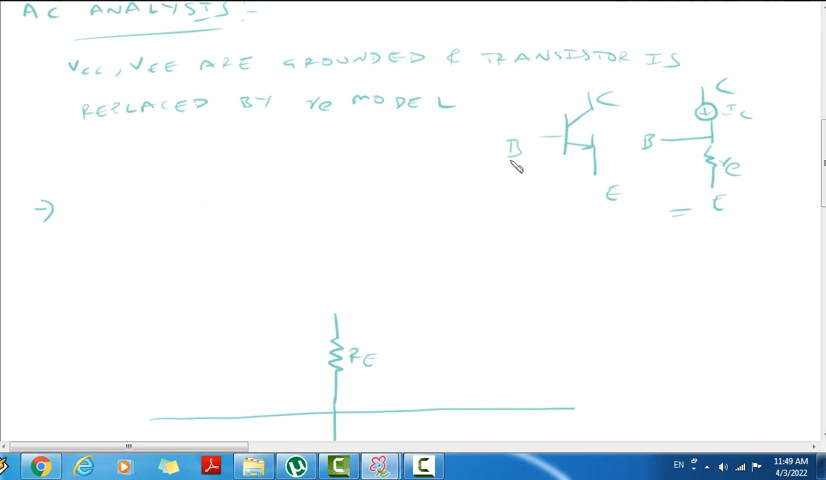 AC ANALYSIS :-
VCC, VEE ARE GROUNDED & TRANSISTOR IS
REPLACED BY re MODEL
C
C
IC
B
B
re
E
E
=
→
RE
EN
11:49 AM
4/3/2022